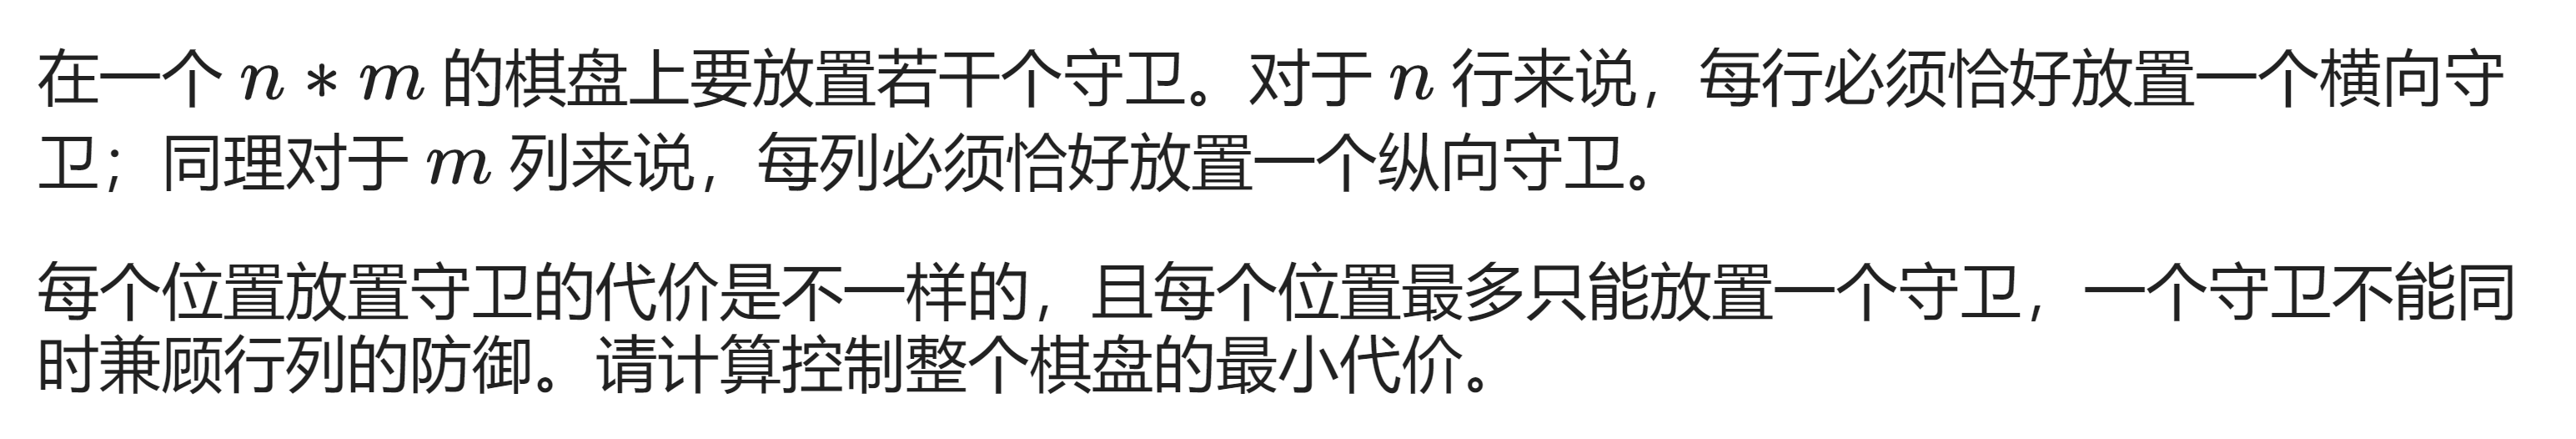 在一个 n * m 的棋盘上要放置若干个守卫。对于 n 行来说，每行必须恰好放置一个横向守
卫；同理对于 m 列来说，每列必须恰好放置一个纵向守卫。
每个位置放置守卫的代价是不一样的，且每个位置最多只能放置一个守卫，一个守卫不能同
时兼顾行列的防御。请计算控制整个棋盘的最小代价。